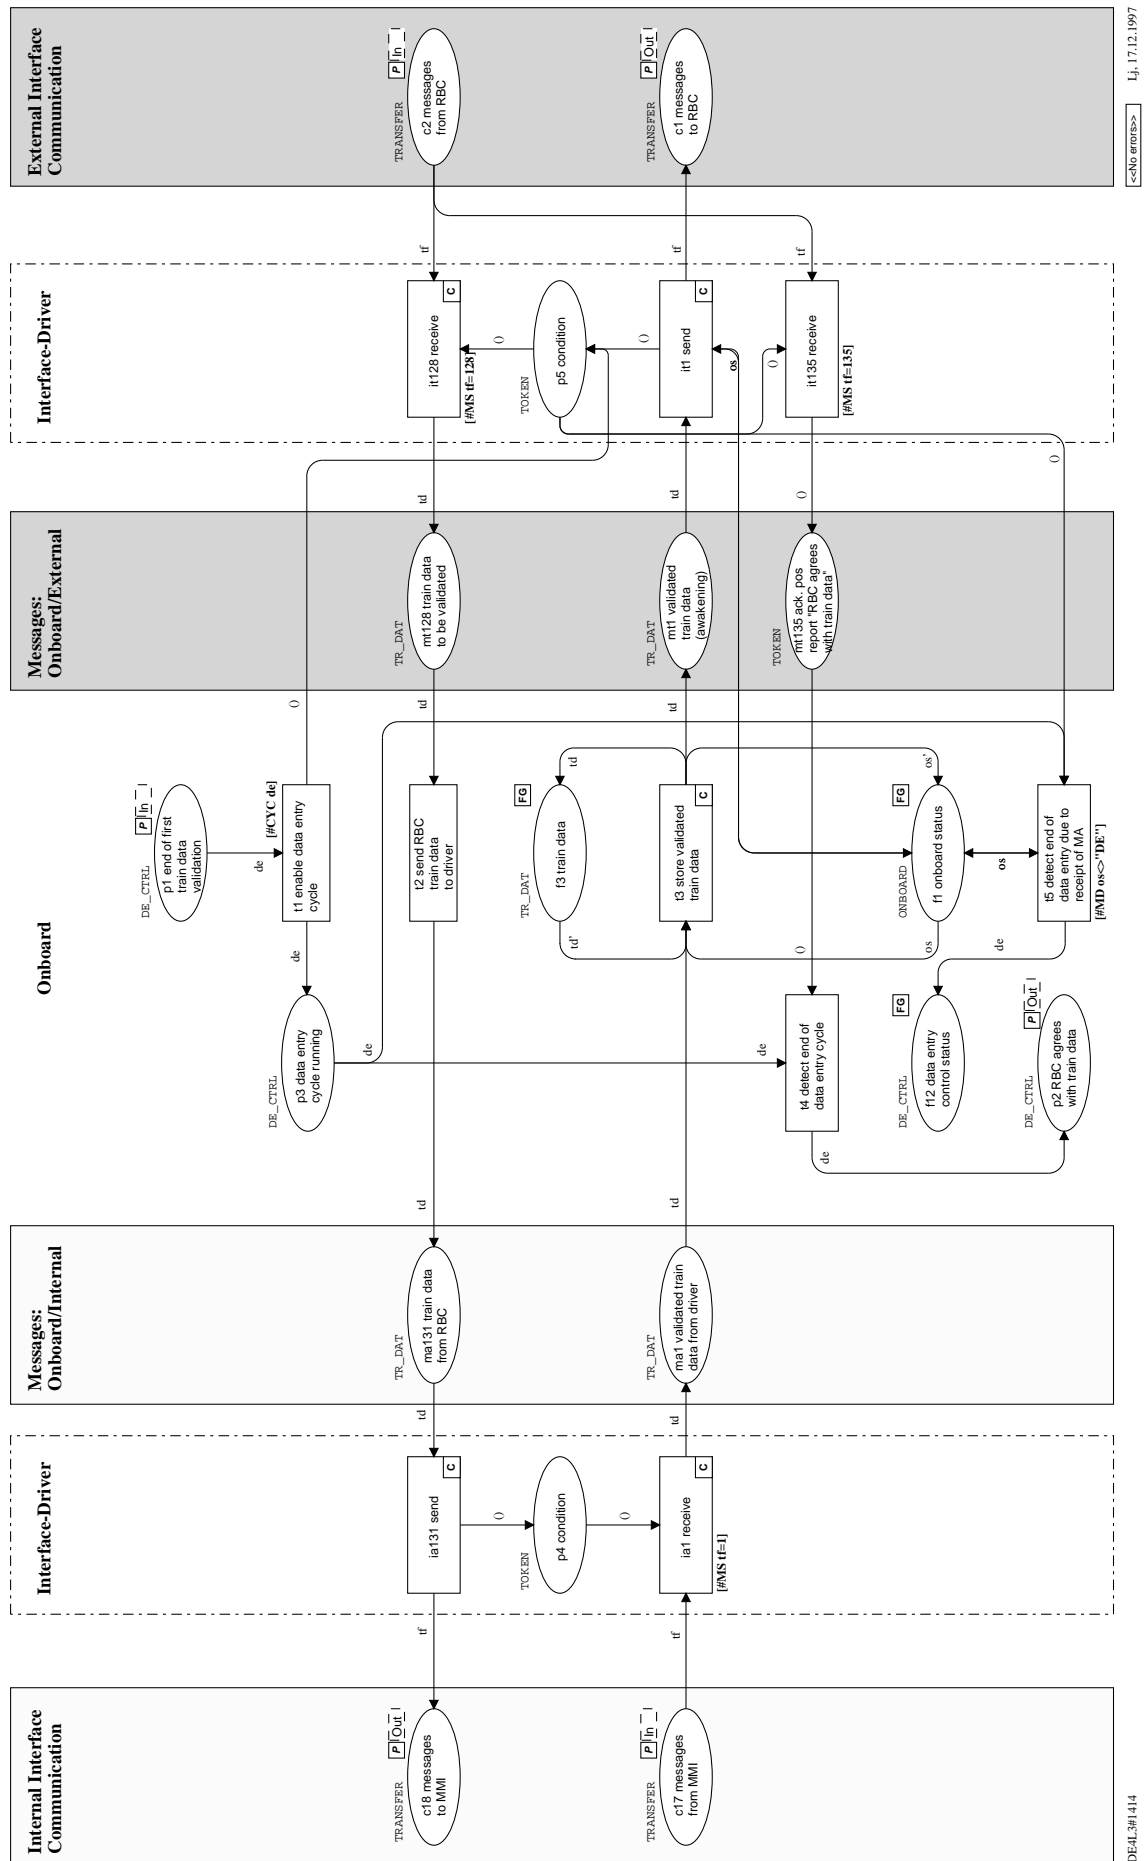 Internal Interface
Communication
Interface-Driver
Messages:
Onboard/Internal
Onboard
Messages:
Onboard/External
Interface-Driver
External Interface
Communication
DE_CTRL
P In
p1 end of first
train data
validation
de
DE_CTRL
p3 data entry
cycle running
de
t1 enable data entry
cycle
[#CYC de]
()
de
TRANSFER
P Out
c18 messages
to MMI
tf
ia131 send
C
td
TR_DAT
ma131 train data
from RBC
td
t2 send RBC
train data
to driver
td
TR_DAT
mt128 train data
to be validated
td
it128 receive
C
[#MS tf=128]
tf
TRANSFER
P In
c2 messages
from RBC
()
TOKEN
p4 condition
()
TR_DAT
FG
f3 train data
td'
td
()
TOKEN
p5 condition
()
TRANSFER
P In
c17 messages
from MMI
tf
ia1 receive
C
[#MS tf=1]
td
TR_DAT
ma1 validated train
data from driver
td
t3 store validated
train data
C
td
TR_DAT
mt1 validated
train data
(awakening)
td
it1 send
C
os
tf
TRANSFER
P Out
c1 messages
to RBC
de
t4 detect end of
data entry cycle
de
()
TOKEN
mt135 ack. pos
report "RBC agrees
with train data"
()
it135 receive
[#MS tf=135]
()
tf
DE_CTRL
FG
f12 data entry
control status
os
ONBOARD
FG
f1 onboard status
os'
DE_CTRL
P Out
p2 RBC agrees
with train data
de
os
t5 detect end of
data entry due to
receipt of MA
[#MD os<>"DE"]
()
DE4L3#1414
<<No errors>>
Lj, 17.12.1997